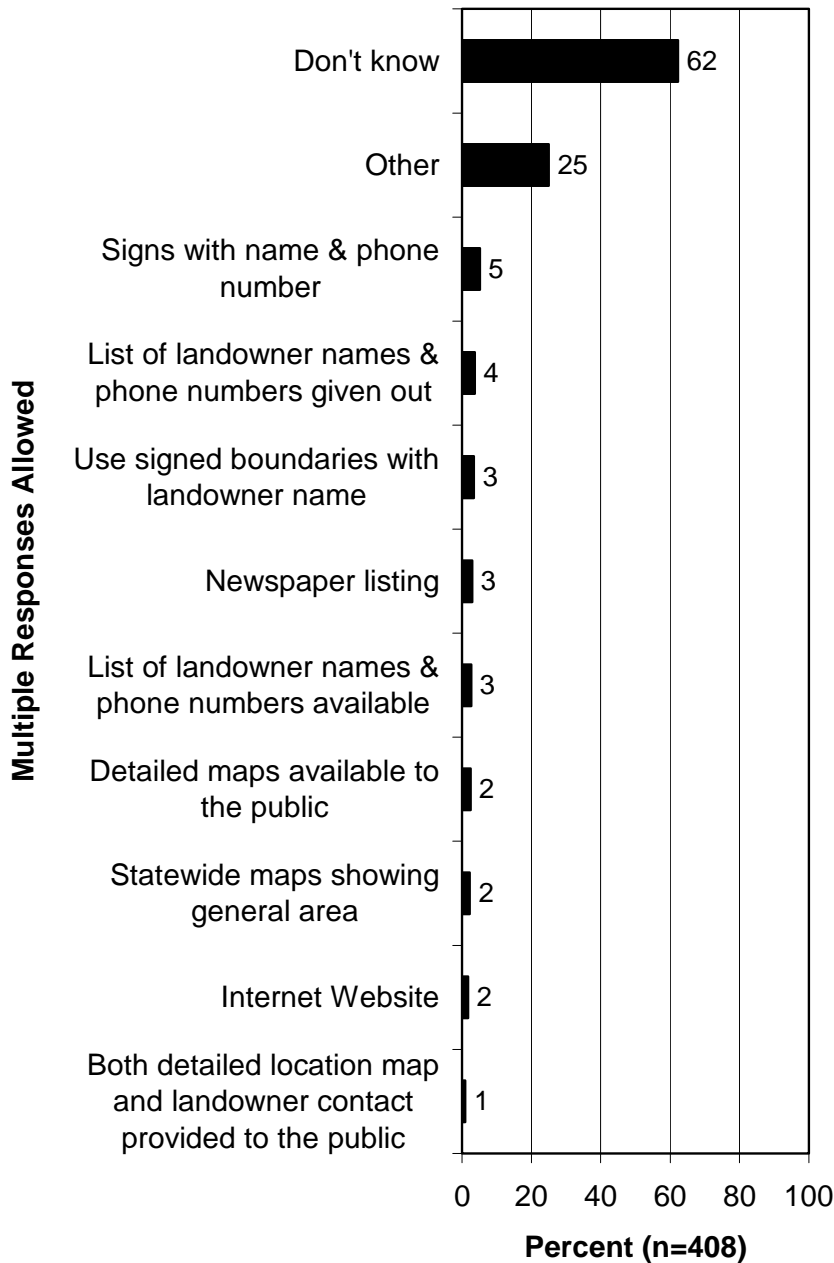 Multiple Responses Allowed
Don't know
62
Other
25
Signs with name & phone
number
5
List of landowner names &
phone numbers given out
4
Use signed boundaries with
landowner name
3
Newspaper listing
3
List of landowner names &
phone numbers available
3
Detailed maps available to
the public
2
Statewide maps showing
general area
2
Internet Website
2
Both detailed location map
and landowner contact
provided to the public
1
0 20 40 60 80 100
Percent (n=408)